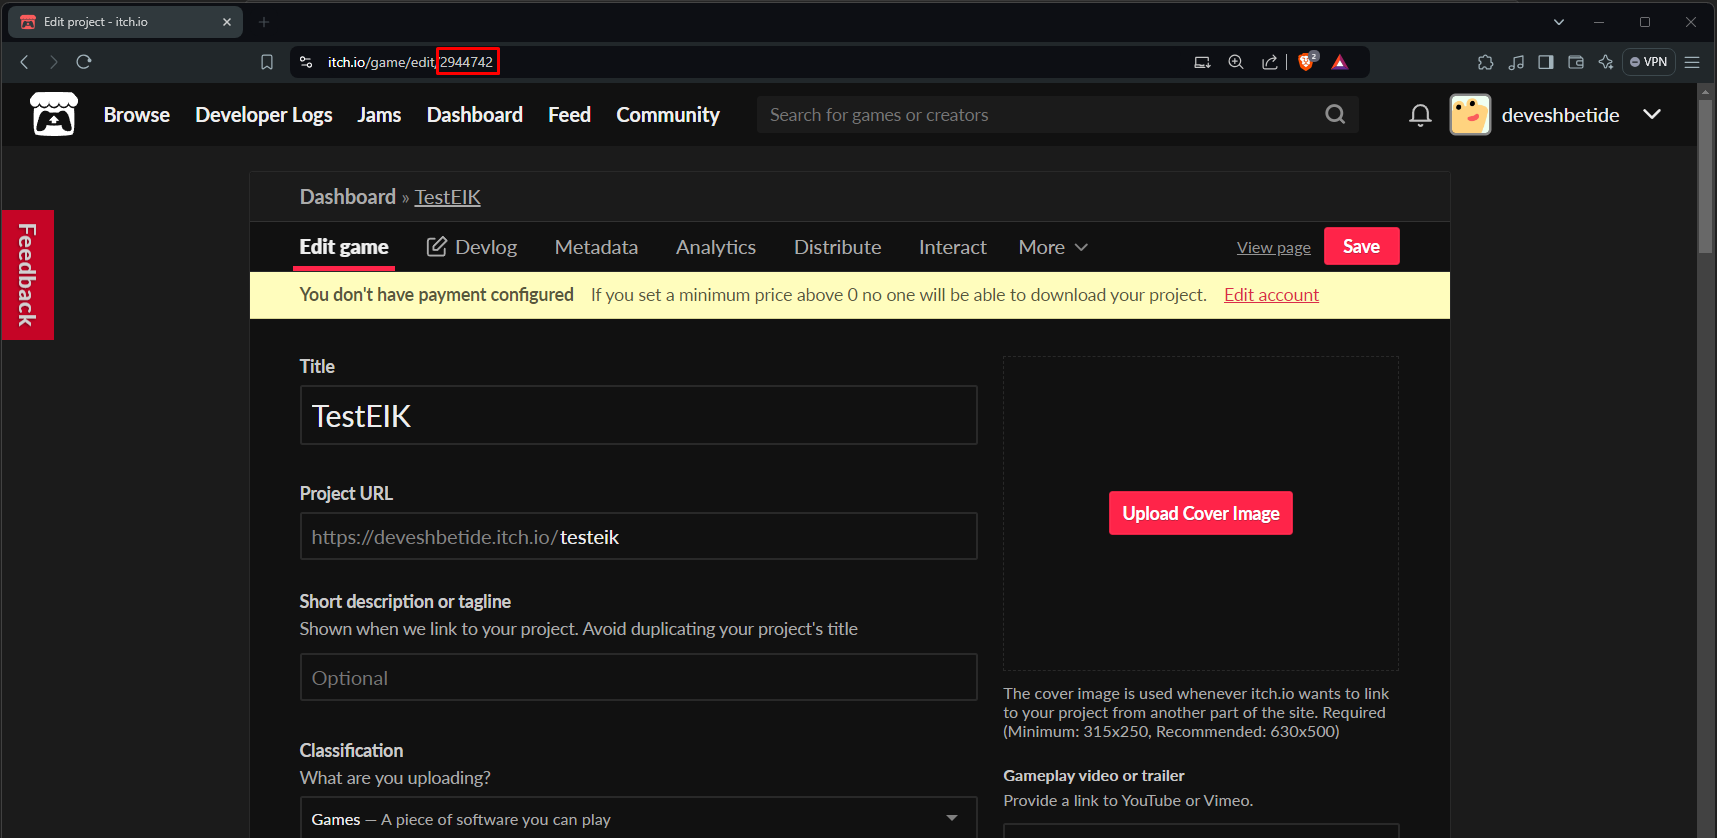 Edit project - itch.io
itch.io/game/edit/2944742
2
VPN
Browse Developer Logs Jams Dashboard Feed Community Search for games or creators deveshbetide
Dashboard » TestEIK
Edit game Devlog Metadata Analytics Distribute Interact More View page Save
Feedback
You don't have payment configured If you set a minimum price above 0 no one will be able to download your project. Edit account
Title
TestEIK
Project URL
https://deveshbetide.itch.io/testeik
Short description or tagline
Shown when we link to your project. Avoid duplicating your project's title
Optional
Classification
What are you uploading?
Games — A piece of software you can play
Upload Cover Image
The cover image is used whenever itch.io wants to link
to your project from another part of the site. Required
(Minimum: 315x250, Recommended: 630x500)
Gameplay video or trailer
Provide a link to YouTube or Vimeo.